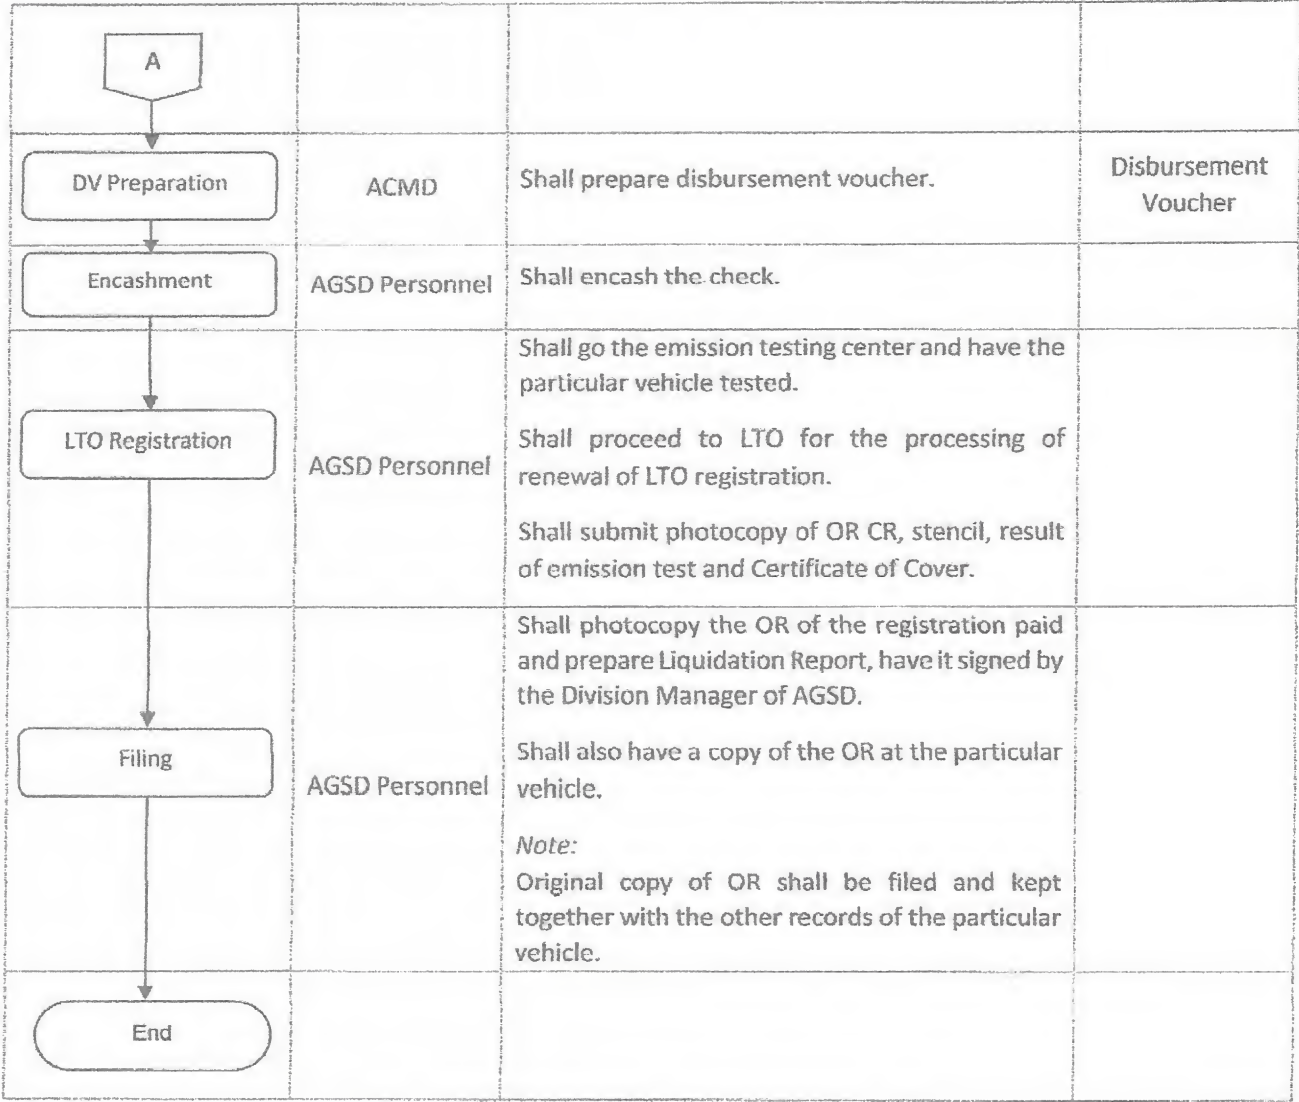 A
DV Preparation
ACMD
Shall prepare disbursement voucher.
Disbursement
Voucher
Encashment
AGSD Personnel
Shall encash the check.
LTO Registration
AGSD Personnel
Shall go the emission testing center and have the
particular vehicle tested.
Shall proceed to LTO for the processing of
renewal of LTO registration.
Shall submit photocopy of OR CR, stencil, result
of emission test and Certificate of Cover.
Filing
AGSD Personnel
Shall photocopy the OR of the registration paid
and prepare Liquidation Report, have it signed by
the Division Manager of AGSD.
Shall also have a copy of the OR at the particular
vehicle.
Note:
Original copy of OR shall be filed and kept
together with the other records of the particular
vehicle.
End